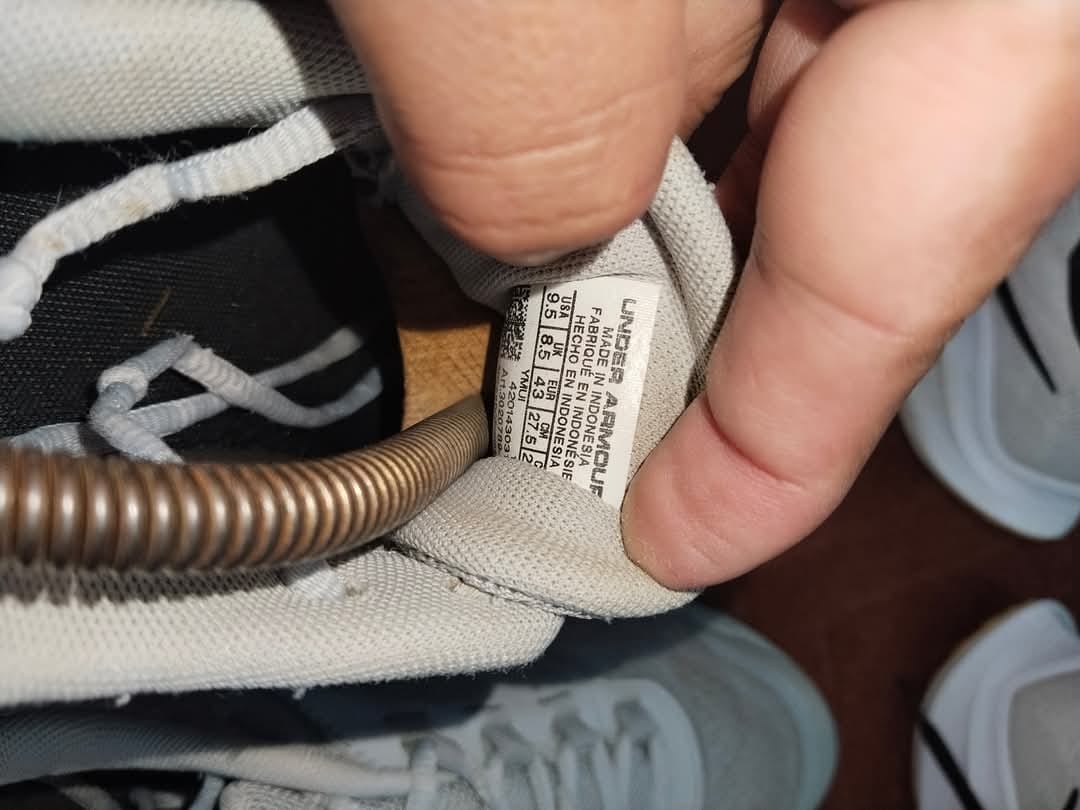 UNDER ARMOUR
MADE IN INDONESIA
FABRIQUÉ EN INDONÉSIE
HECHO EN INDONESIA
USA UK EUR CM
9.5 8.5 43 27.5
YMUI